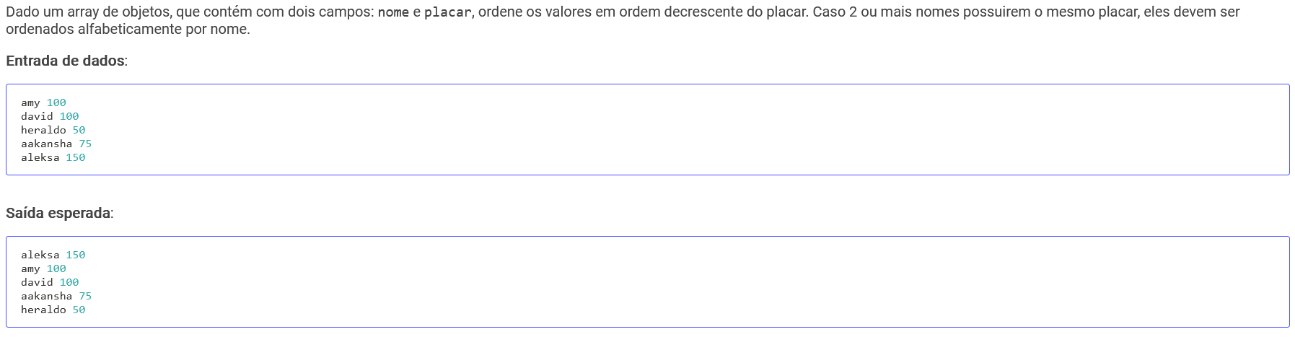 Dado um array de objetos, que contém com dois campos: nome e placar, ordene os valores em ordem decrescente do placar. Caso 2 ou mais nomes possuirem o mesmo placar, eles devem ser
ordenados alfabeticamente por nome.
Entrada de dados:
amy 100
david 100
heraldo 50
aakansha 75
aleksa 150
Saída esperada:
aleksa 150
amy 100
david 100
aakansha 75
heraldo 50